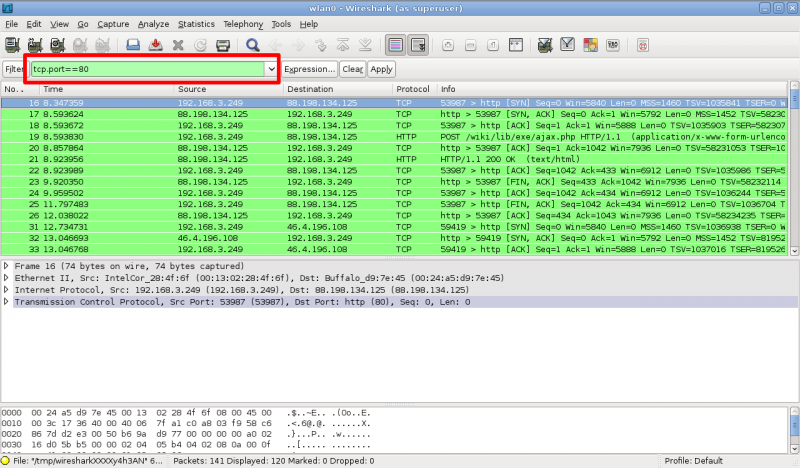 wlan0 - Wireshark (as superuser)
File Edit View Go Capture Analyze Statistics Telephony Tools Help
Filter: tcp.port==80 Expression... Clear Apply
No. . Time Source Destination Protocol Info
16 8.347359 192.168.3.249 88.198.134.125 TCP 53987 > http [SYN] Seq=0 Win=5840 Len=0 MSS=1460 TSV=1035841 TSER=0 W
17 8.593624 88.198.134.125 192.168.3.249 TCP http > 53987 [SYN, ACK] Seq=0 Ack=1 Win=5792 Len=0 MSS=1452 TSV=58230
18 8.593672 192.168.3.249 88.198.134.125 TCP 53987 > http [ACK] Seq=1 Ack=1 Win=5888 Len=0 TSV=1035903 TSER=582307
19 8.593830 192.168.3.249 88.198.134.125 HTTP POST /wiki/lib/exe/ajax.php HTTP/1.1 (application/x-www-form-urlenco
20 8.857864 88.198.134.125 192.168.3.249 TCP http > 53987 [ACK] Seq=1 Ack=1042 Win=7936 Len=0 TSV=58231053 TSER=10
21 8.923956 88.198.134.125 192.168.3.249 HTTP HTTP/1.1 200 OK (text/html)
22 8.923989 192.168.3.249 88.198.134.125 TCP 53987 > http [ACK] Seq=1042 Ack=433 Win=6912 Len=0 TSV=1035986 TSER=5
23 9.920350 88.198.134.125 192.168.3.249 TCP http > 53987 [FIN, ACK] Seq=433 Ack=1042 Win=7936 Len=0 TSV=58232114
24 9.959502 192.168.3.249 88.198.134.125 TCP 53987 > http [ACK] Seq=1042 Ack=434 Win=6912 Len=0 TSV=1036244 TSER=5
25 11.797483 192.168.3.249 88.198.134.125 TCP 53987 > http [FIN, ACK] Seq=1042 Ack=434 Win=6912 Len=0 TSV=1036704 T
26 12.038022 88.198.134.125 192.168.3.249 TCP http > 53987 [ACK] Seq=434 Ack=1043 Win=7936 Len=0 TSV=58234235 TSER=
31 12.734731 192.168.3.249 46.4.196.108 TCP 59419 > http [SYN] Seq=0 Win=5840 Len=0 MSS=1460 TSV=1036938 TSER=0 W
32 13.046693 46.4.196.108 192.168.3.249 TCP http > 59419 [SYN, ACK] Seq=0 Ack=1 Win=5792 Len=0 MSS=1452 TSV=81952
33 13.046768 192.168.3.249 46.4.196.108 TCP 59419 > http [ACK] Seq=1 Ack=1 Win=5888 Len=0 TSV=1037016 TSER=819526
Frame 16 (74 bytes on wire, 74 bytes captured)
Ethernet II, Src: IntelCor_28:4f:6f (00:13:02:28:4f:6f), Dst: Buffalo_d9:7e:45 (00:24:a5:d9:7e:45)
Internet Protocol, Src: 192.168.3.249 (192.168.3.249), Dst: 88.198.134.125 (88.198.134.125)
Transmission Control Protocol, Src Port: 53987 (53987), Dst Port: http (80), Seq: 0, Len: 0
0000 00 24 a5 d9 7e 45 00 13 02 28 4f 6f 08 00 45 00 .$..~E.. .(Oo..E.
0010 00 3c 17 36 40 00 40 06 7f a1 c0 a8 03 f9 58 c6 .<.6@.@. ......X.
0020 86 7d d2 e3 00 50 b6 9a d9 77 00 00 00 00 a0 02 .}...P.. .w......
0030 16 d0 5b b5 00 00 02 04 05 b4 04 02 08 0a 00 0f ..[..... ........
File: "/tmp/wiresharkXXXXy4h3AN" 6... Packets: 141 Displayed: 120 Marked: 0 Dropped: 0 Profile: Default